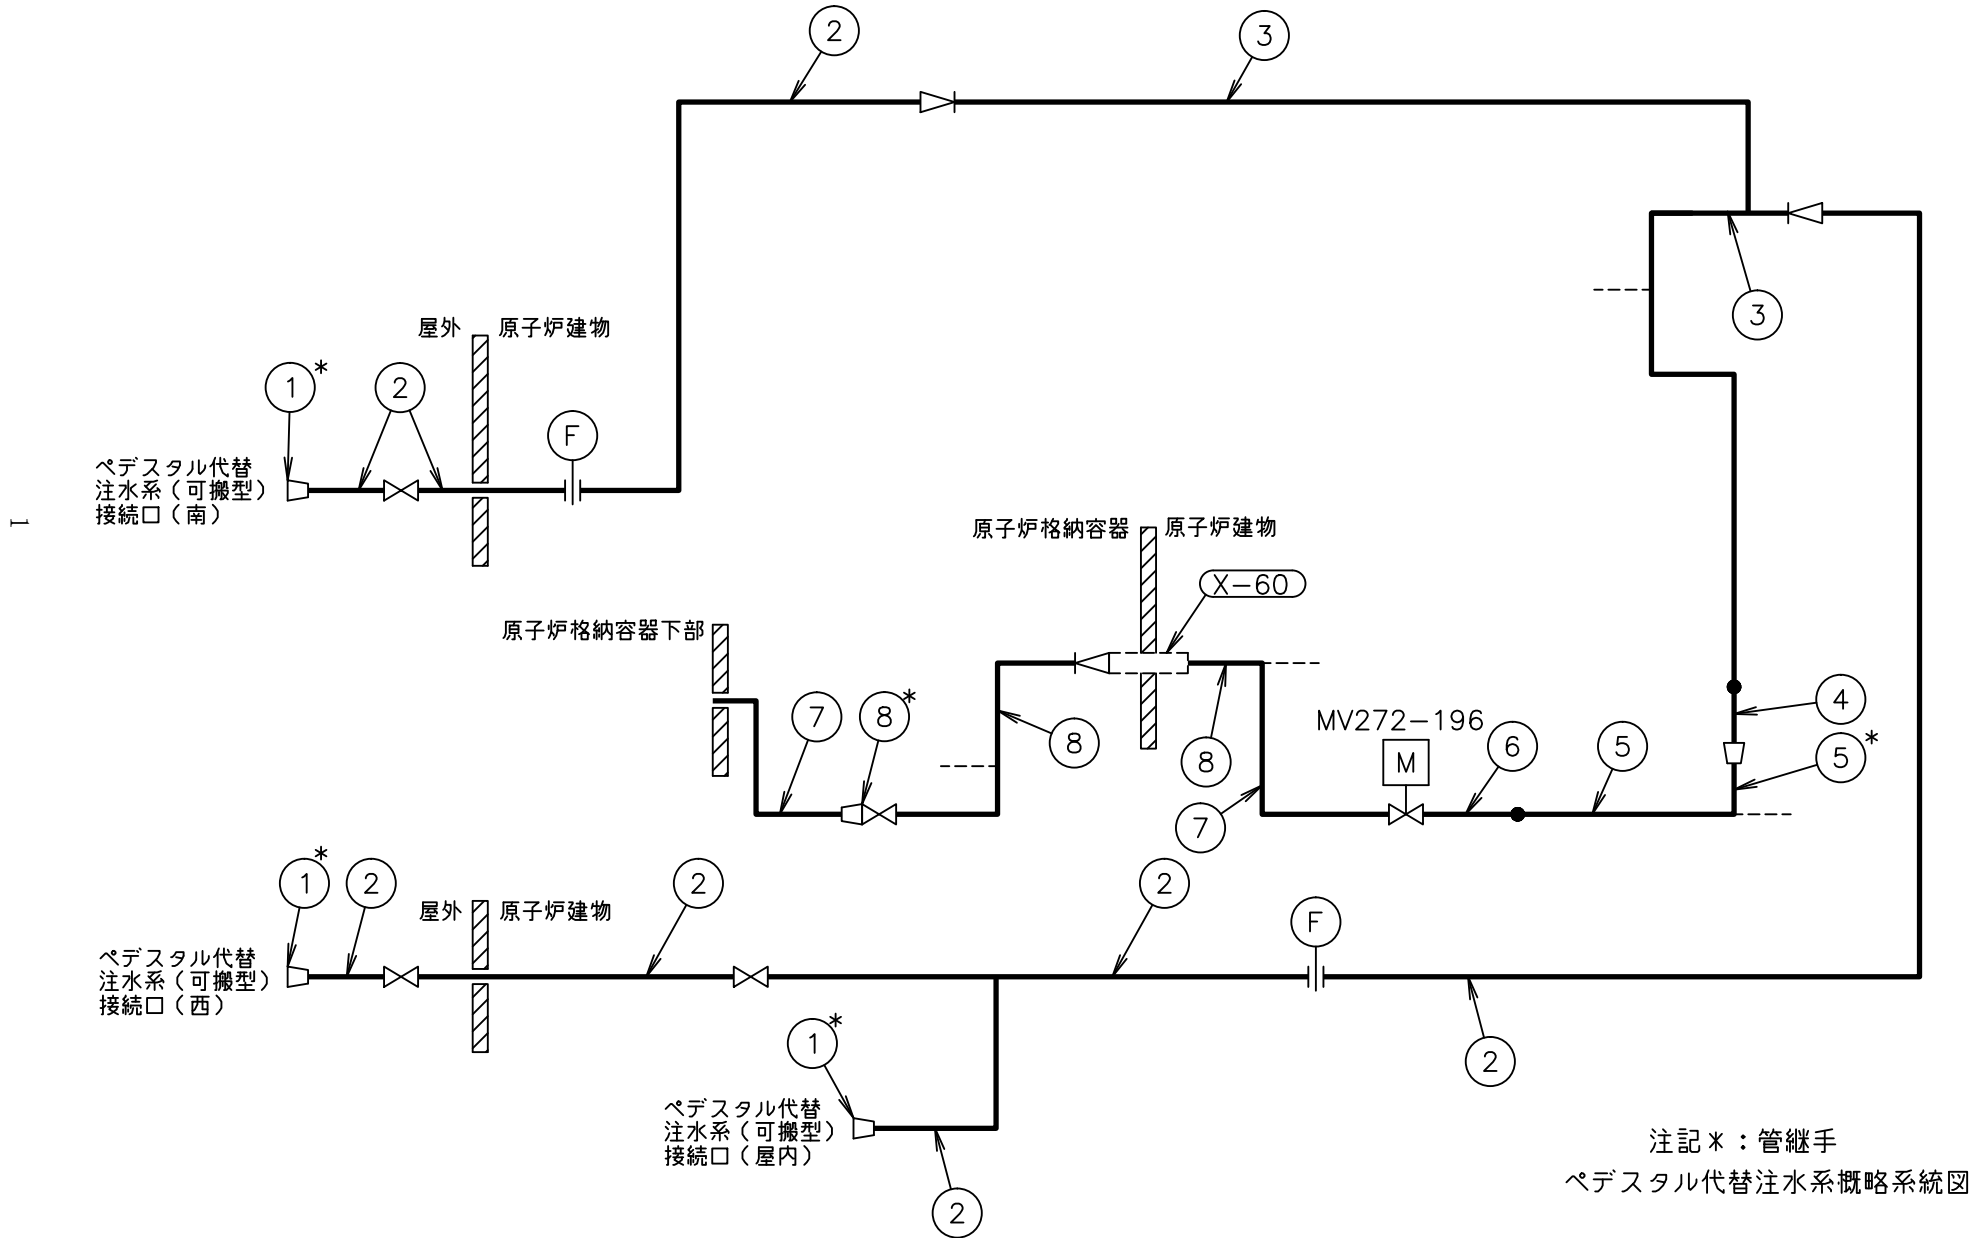 2
3
3
屋外
原子炉建物
1*
2
F
ペデスタル代替
注水系(可搬型)
接続口(南)
1
原子炉格納容器
原子炉建物
X-60
原子炉格納容器下部
7
8*
8
8
MV272-196
M
6
5
4
5*
7
1*
2
屋外
原子炉建物
2
2
F
ペデスタル代替
注水系(可搬型)
接続口(西)
1*
2
ペデスタル代替
注水系(可搬型)
接続口(屋内)
2
注記*:管継手
ペデスタル代替注水系概略系統図